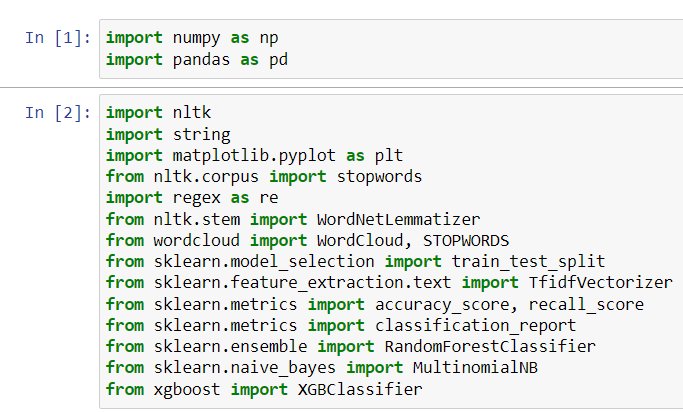 In [1]: import numpy as np
import pandas as pd
In [2]: import nltk
import string
import matplotlib.pyplot as plt
from nltk.corpus import stopwords
import regex as re
from nltk.stem import WordNetLemmatizer
from wordcloud import WordCloud, STOPWORDS
from sklearn.model_selection import train_test_split
from sklearn.feature_extraction.text import TfidfVectorizer
from sklearn.metrics import accuracy_score, recall_score
from sklearn.metrics import classification_report
from sklearn.ensemble import RandomForestClassifier
from sklearn.naive_bayes import MultinomialNB
from xgboost import XGBClassifier